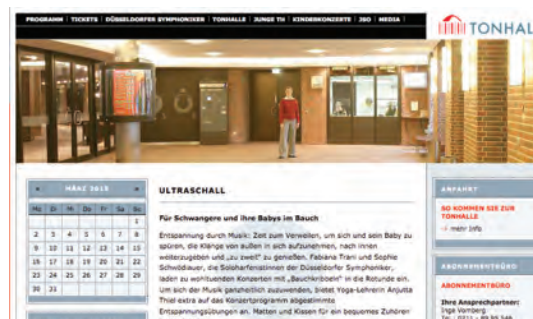 PROGRAMM | TICKETS | DÜSSELDORFER SYMPHONIKER | TONHALLE | JUNGE TH | KINDERKONZERTE | JSO | MEDIA
TONHAL
« MÄRZ 2015 »
Mo Di Mi Do Fr Sa So
1
2 3 4 5 6 7 8
9 10 11 12 13 14 15
16 17 18 19 20 21 22
23 24 25 26 27 28 29
30 31
ULTRASCHALL
Für Schwangere und ihre Babys im Bauch
Entspannung durch Musik: Zeit zum Verweilen, um sich und sein Baby zu
spüren, die Klänge von außen in sich aufzunehmen, nach innen
weiterzugeben und „zu zweit" zu genießen. Fabiana Trani und Sophie
Schwödiauer, die Soloharfenistinnen der Düsseldorfer Symphoniker,
laden zu wohltuenden Konzerten mit „Bauchkribbeln" in die Rotunde ein.
Um sich der Musik ganzheitlich zuzuwenden, bietet Yoga-Lehrerin Anjutta
Thiel extra auf das Konzertprogramm abgestimmte
Entspannungsübungen an. Matten und Kissen für ein bequemes Zuhören
ANFAHRT
SO KOMMEN SIE ZUR
TONHALLE
mehr Info
ABONNEMENTBÜRO
ABONNEMENTBÜRO
Ihre Ansprechpartner:
Inga Vornberg
Tel.: 0211 - 89 95 546